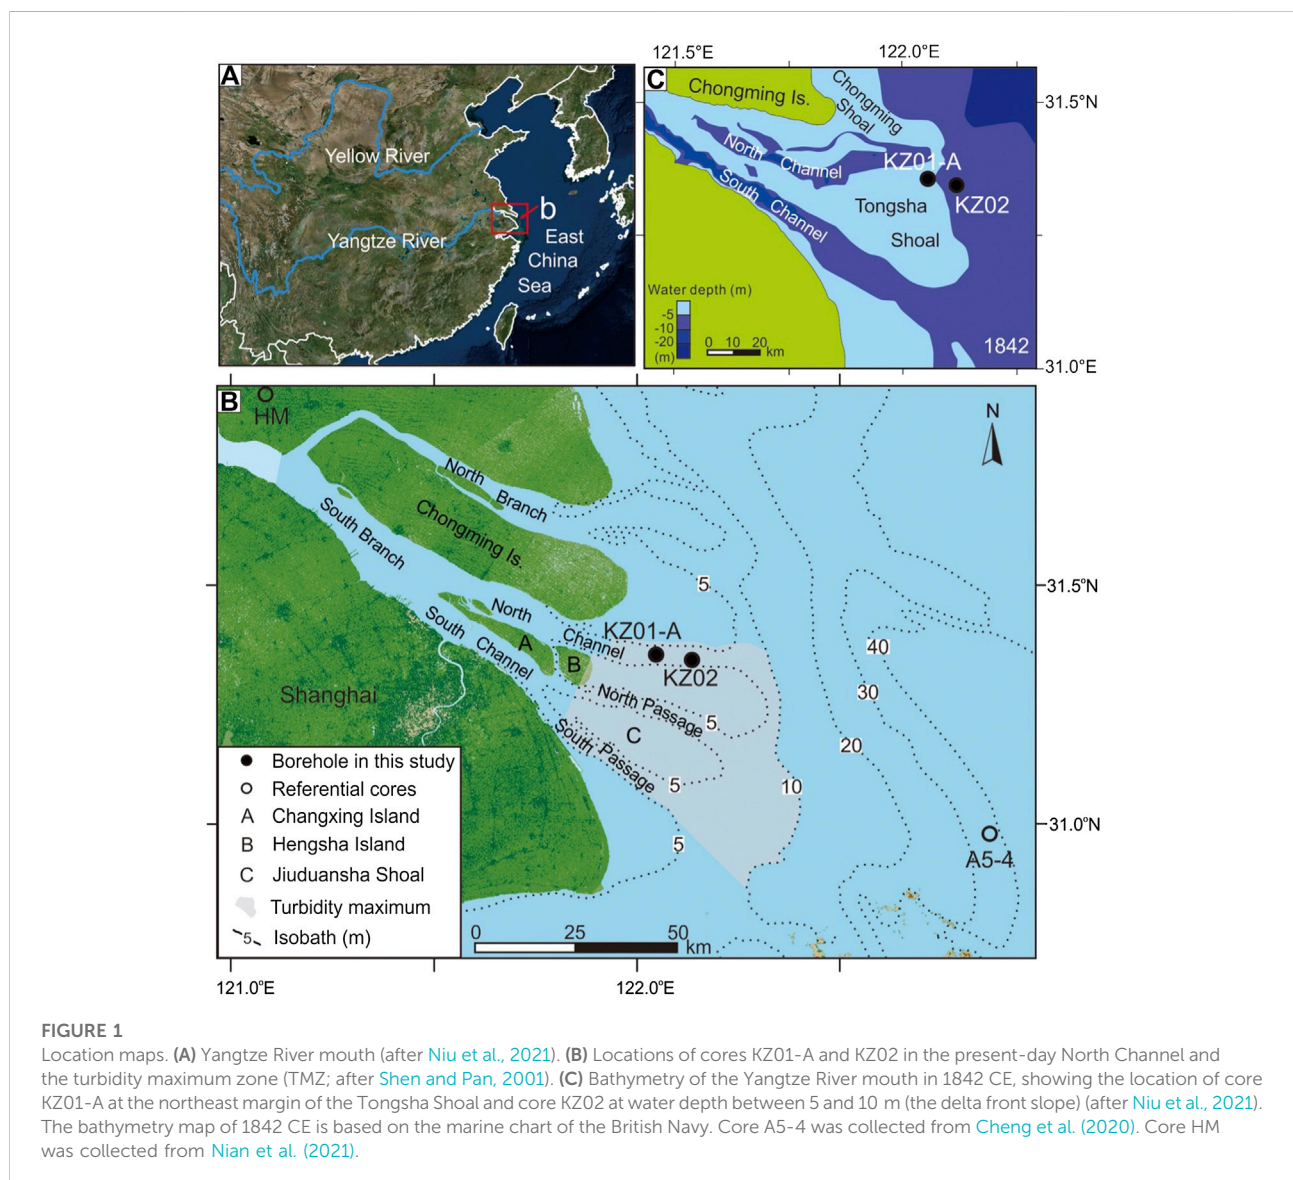 A
Yellow River
Yangtze River
b
East
China
Sea
121.5°E
122.0°E
C
Chongming Is.
Chongming
Shoal
North Channel
South Channel
KZ01-A
KZ02
Tongsha
Shoal
31.5°N
Water depth (m)
-5
-10
-20
(m)
0 10 20
km
1842
31.0°E
B
HM
N
North Branch
South Branch
Chongming Is.
5
31.5°N
North
Channel
South Channel
A
B
KZ01-A
KZ02
40
30
20
10
Shanghai
North Passage
5
C
South Passage
5
5
31.0°N
A5-4
Borehole in this study
Referential cores
A Changxing Island
B Hengsha Island
C Jiuduansha Shoal
Turbidity maximum
5 Isobath (m)
0 25 50
km
121.0°E
122.0°E
FIGURE 1
Location maps. (A) Yangtze River mouth (after Niu et al., 2021). (B) Locations of cores KZ01-A and KZ02 in the present-day North Channel and
the turbidity maximum zone (TMZ; after Shen and Pan, 2001). (C) Bathymetry of the Yangtze River mouth in 1842 CE, showing the location of core
KZ01-A at the northeast margin of the Tongsha Shoal and core KZ02 at water depth between 5 and 10 m (the delta front slope) (after Niu et al., 2021).
The bathymetry map of 1842 CE is based on the marine chart of the British Navy. Core A5-4 was collected from Cheng et al. (2020). Core HM
was collected from Nian et al. (2021).